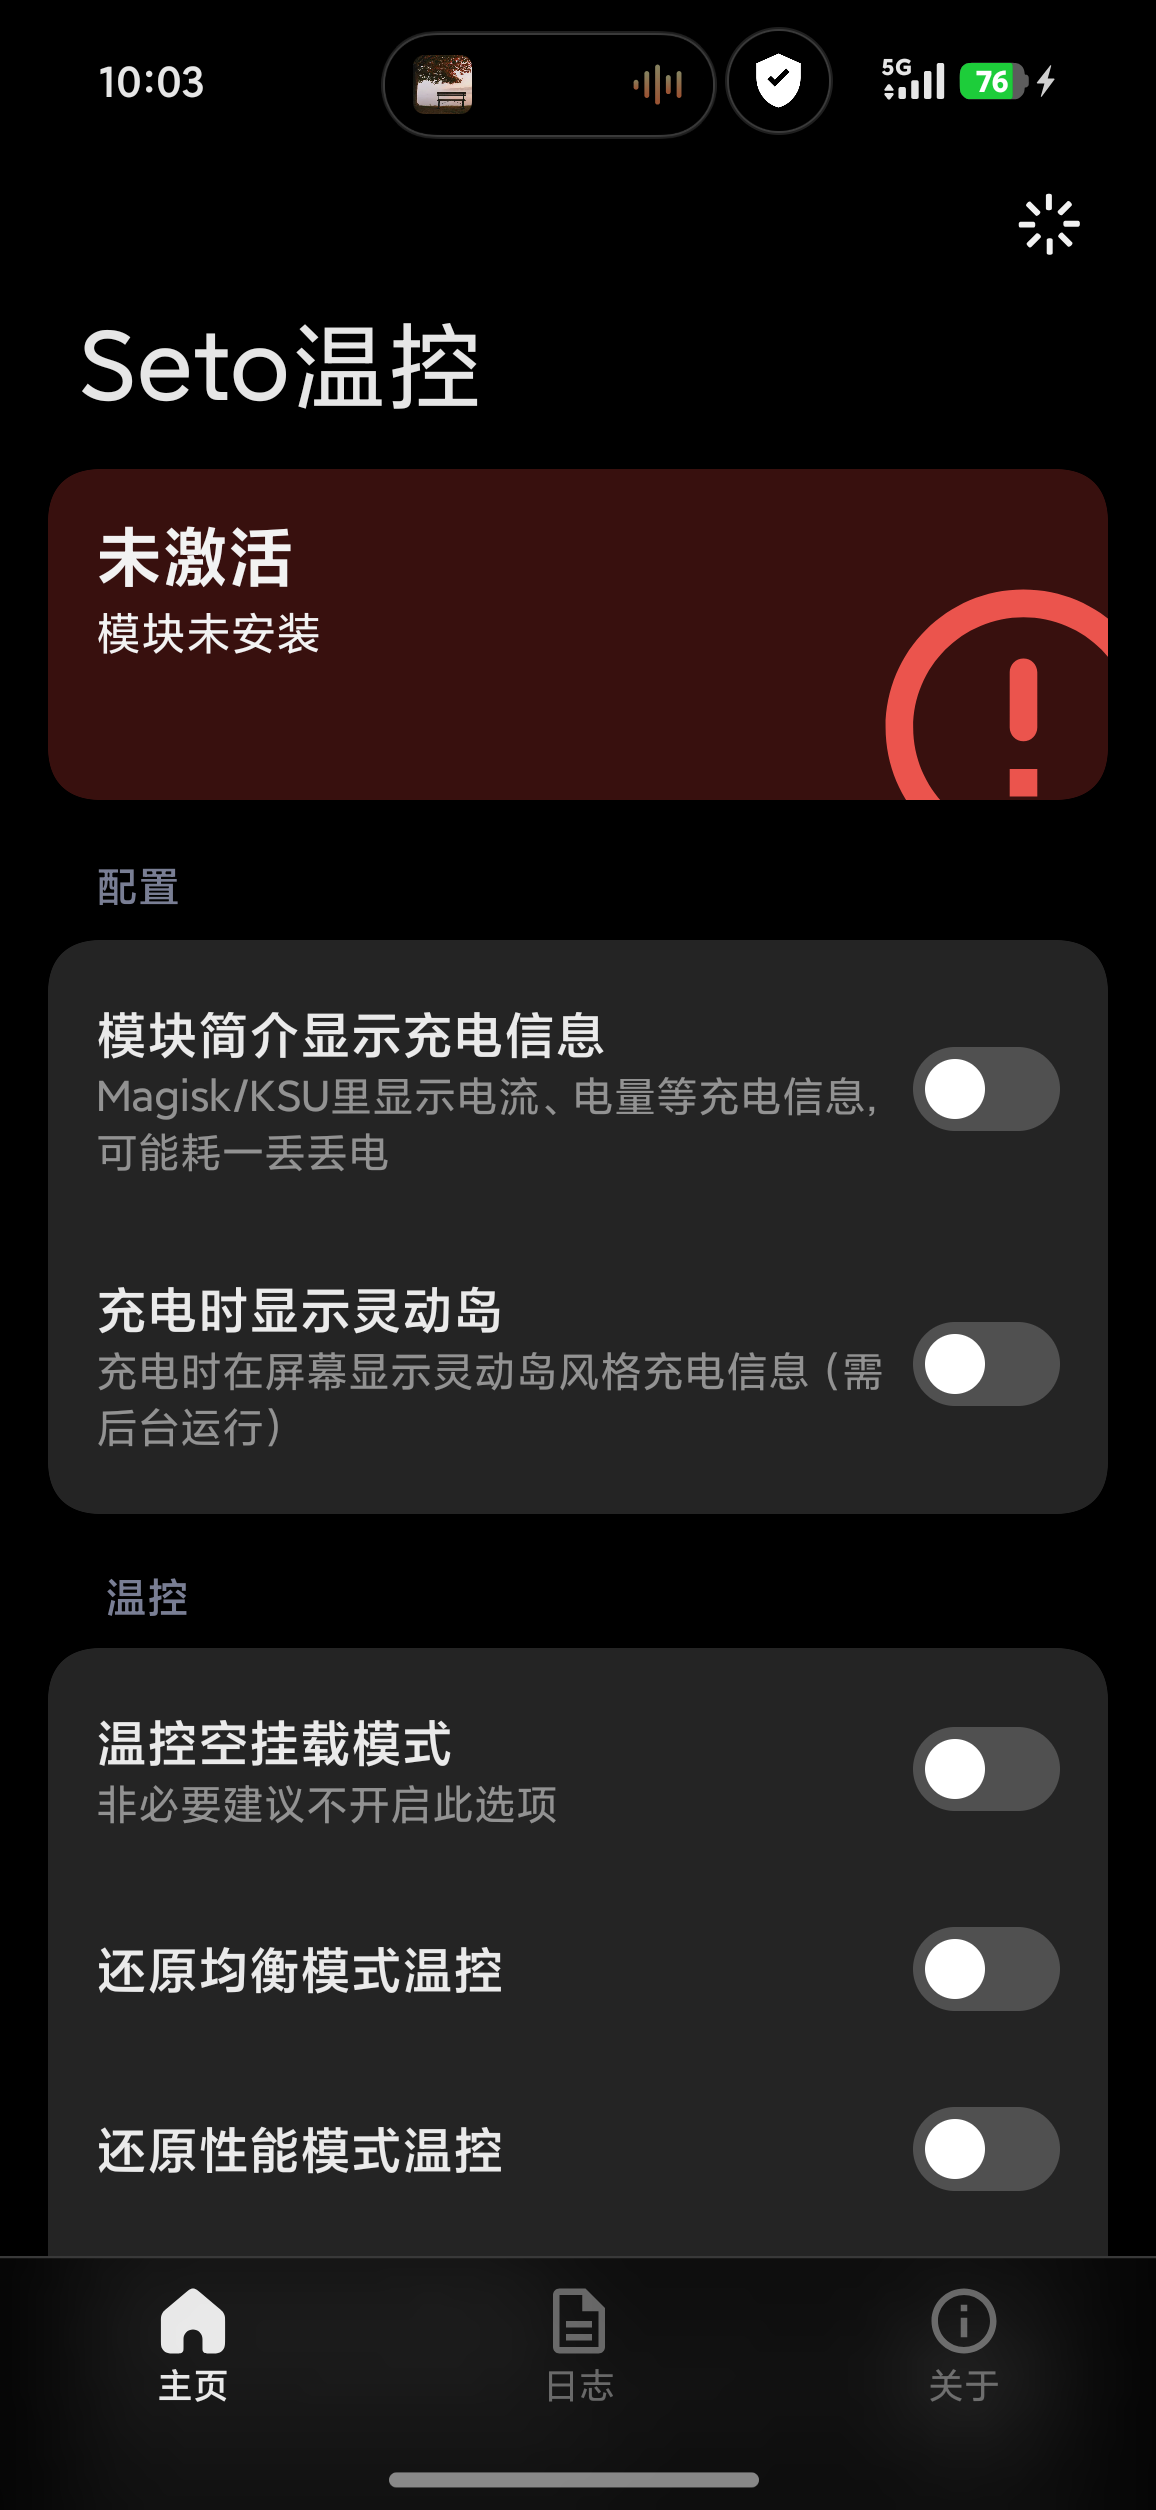 10:03
5G
76
Seto温控
未激活
模块未安装
配置
模块简介显示充电信息
Magisk/KSU里显示电流、电量等充电信息,
可能耗一丢丢电
充电时显示灵动岛
充电时在屏幕显示灵动岛风格充电信息（需
后台运行）
温控
温控空挂载模式
非必要建议不开启此选项
还原均衡模式温控
还原性能模式温控
主页
日志
关于